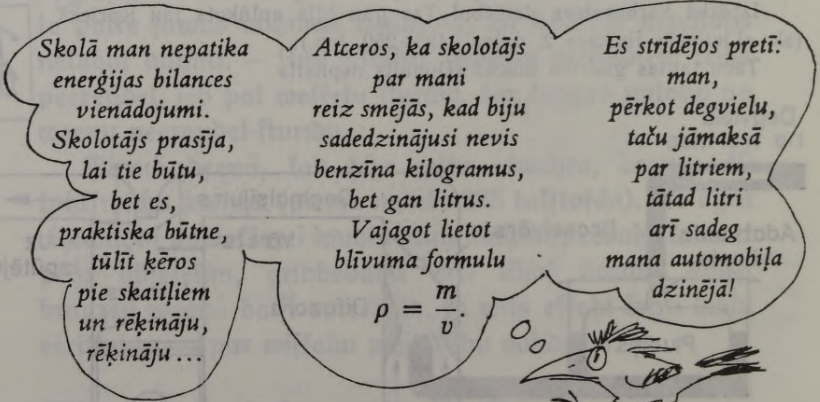 Skolā man nepatika
enerģijas bilances
vienādojumi.
Skolotājs prasīja,
lai tie būtu,
bet es,
praktiska būtne,
tūlīt ķēros
pie skaitļiem
un rēķināju,
rēķināju ...
Atceros, ka skolotājs
par mani
reiz smējās, kad biju
sadedzinājusi nevis
benzīna kilogramus,
bet gan litrus.
Vajagot lietot
blīvuma formulu
ρ = m/v.
Es strīdējos pretī:
man,
pērkot degvielu,
taču jāmaksā
par litriem,
tātad litri
arī sadeg
mana automobiļa
dzinējā!